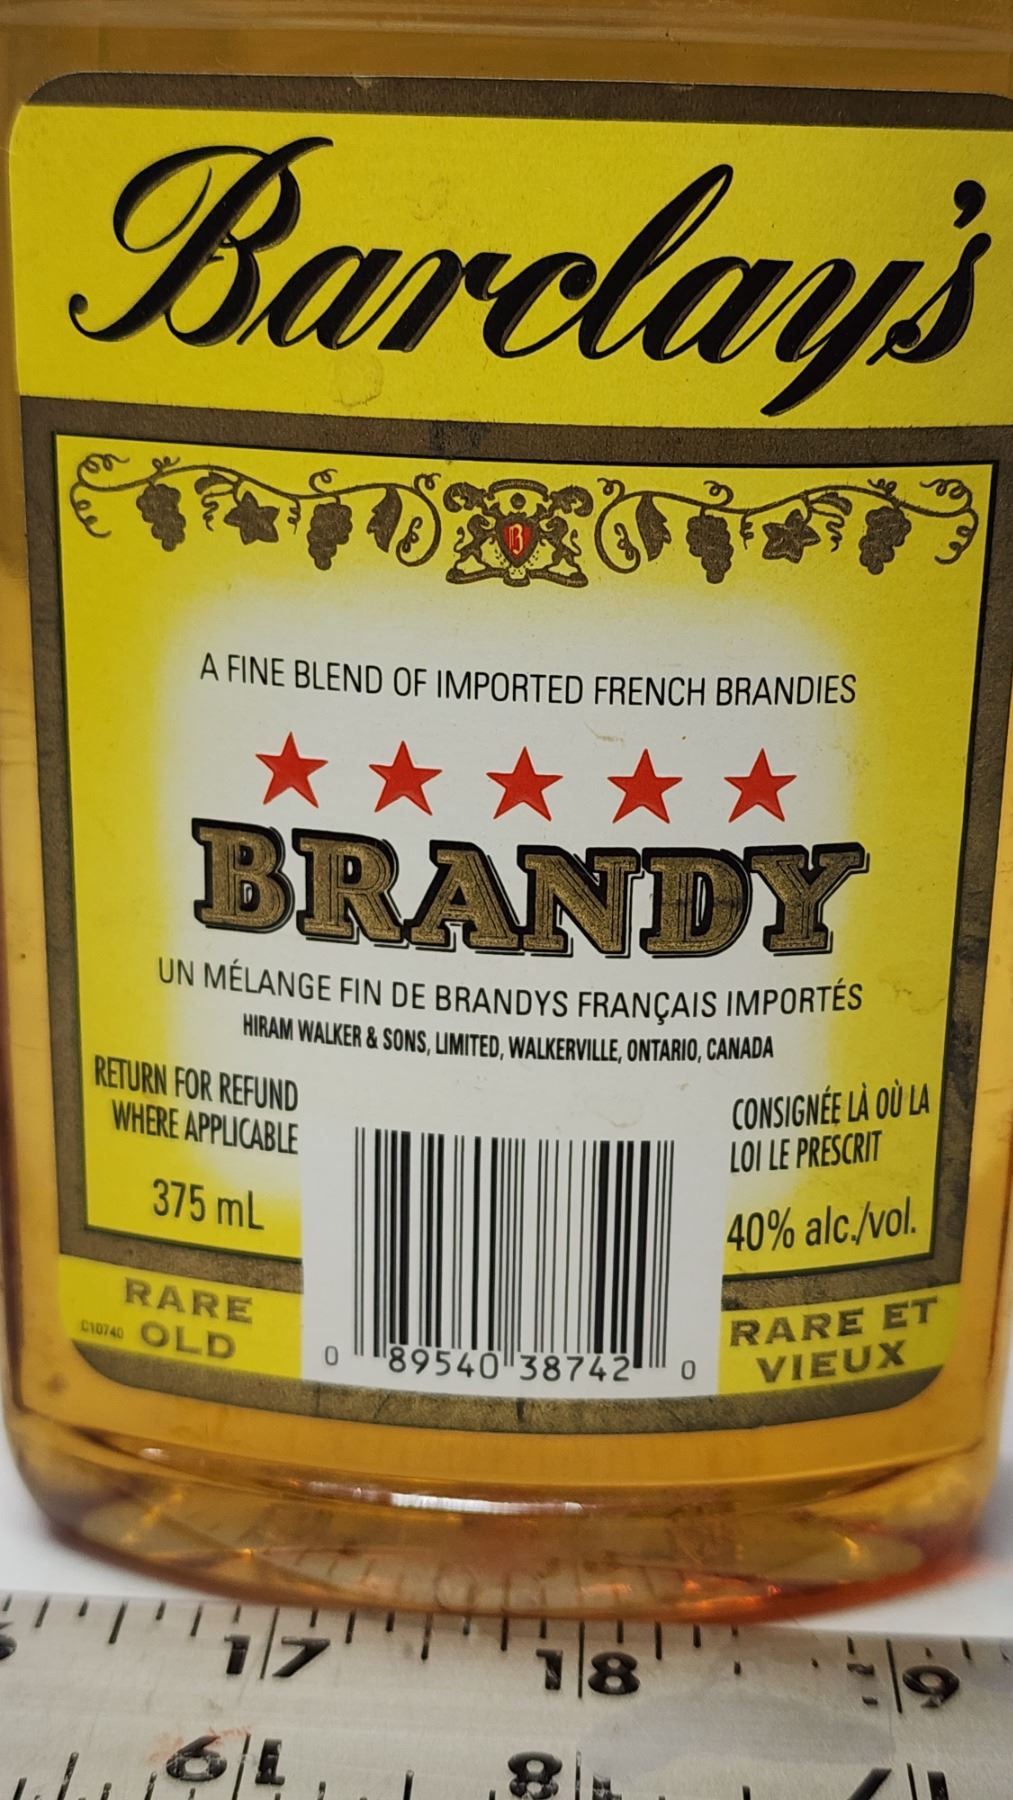 Barclay's
B
A FINE BLEND OF IMPORTED FRENCH BRANDIES
BRANDY
UN MÉLANGE FIN DE BRANDYS FRANÇAIS IMPORTÉS
HIRAM WALKER & SONS, LIMITED, WALKERVILLE, ONTARIO, CANADA
RETURN FOR REFUND
WHERE APPLICABLE
375 mL
CONSIGNÉE LÀ OÙ LA
LOI LE PRESCRIT
40% alc./vol.
RARE
OLD
C10740
0 89540 38742 0
RARE ET
VIEUX
17 18 19